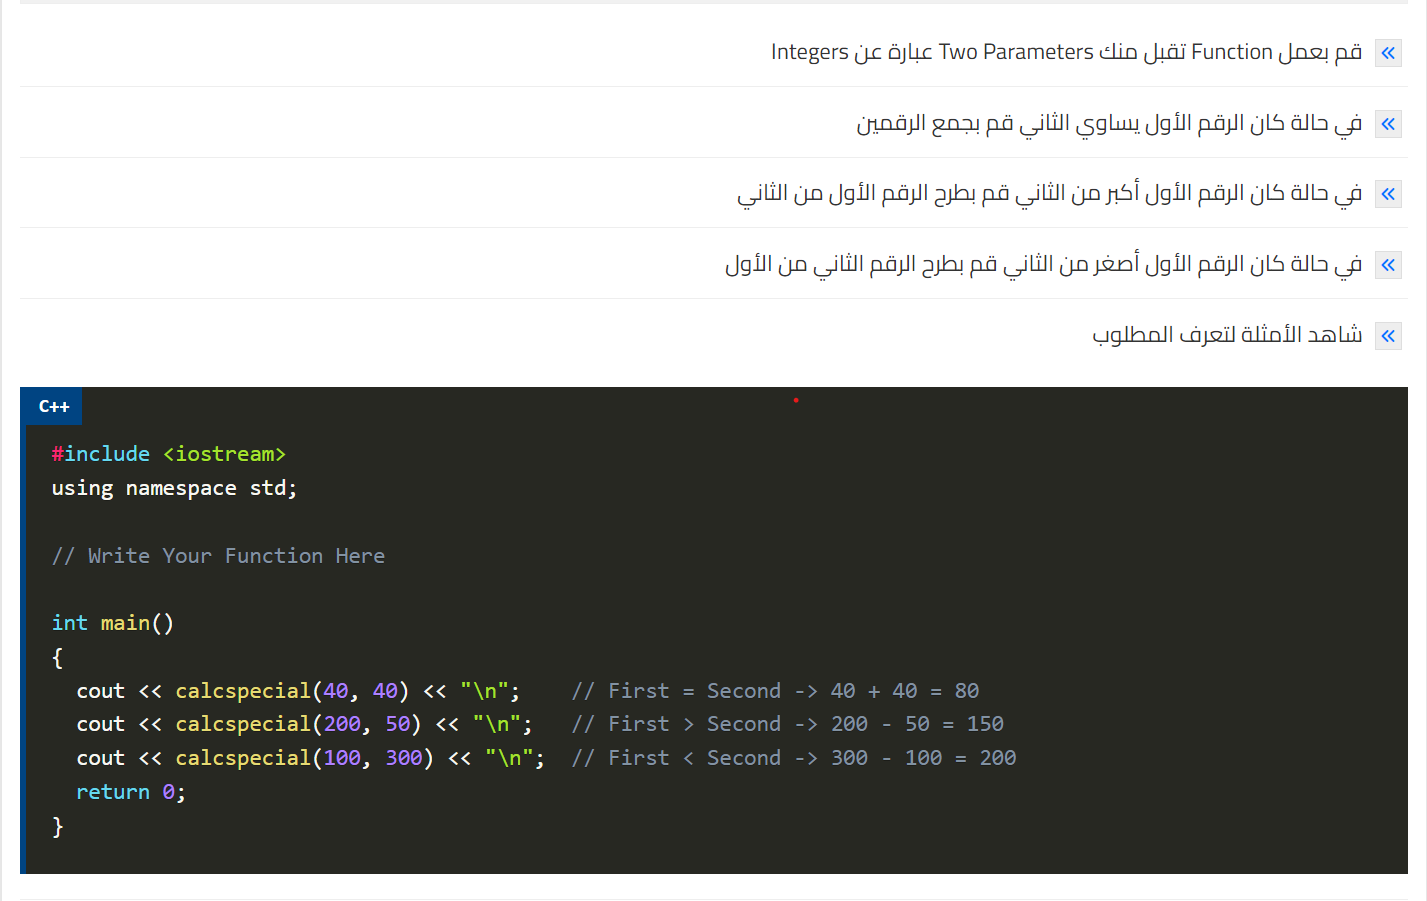 قم بعمل Function تقبل منك Two Parameters عبارة عن Integers
في حالة كان الرقم الأول يساوي الثاني قم بجمع الرقمين
في حالة كان الرقم الأول أكبر من الثاني قم بطرح الرقم الأول من الثاني
في حالة كان الرقم الأول أصغر من الثاني قم بطرح الرقم الثاني من الأول
شاهد الأمثلة لتعرف المطلوب
C++
#include <iostream>
using namespace std;
// Write Your Function Here
int main()
{
  cout << calcspecial(40, 40) << "\n";    // First = Second -> 40 + 40 = 80
  cout << calcspecial(200, 50) << "\n";   // First > Second -> 200 - 50 = 150
  cout << calcspecial(100, 300) << "\n";  // First < Second -> 300 - 100 = 200
  return 0;
}